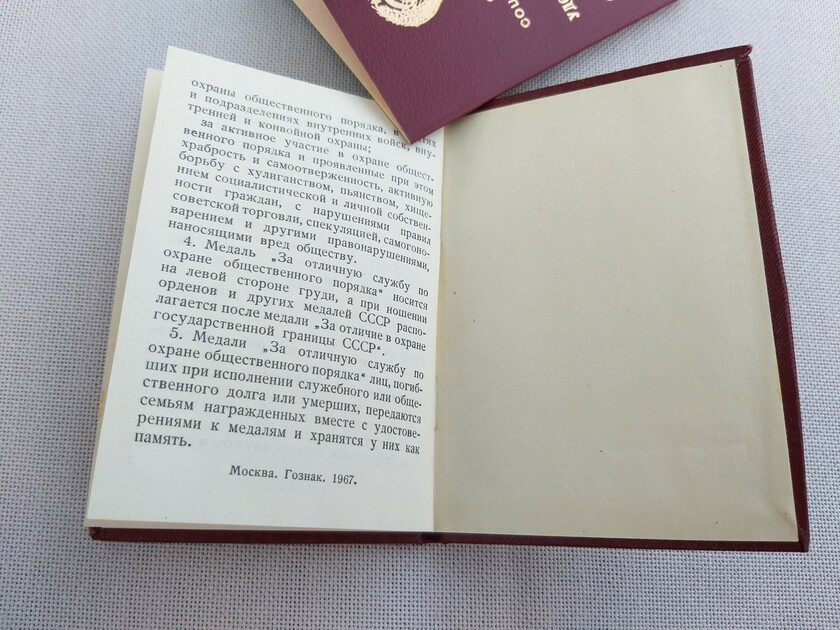 охраны общественного порядка, в
и подразделениях внутренних войск, вну-
тренней и конвойной охраны;
за активное участие в охране общест-
венного порядка и проявленные при этом
храбрость и самоотверженность, активную
борьбу с хулиганством, пьянством, хище-
нием социалистической и личной собствен-
ности граждан, с нарушениями правил
советской торговли, спекуляцией, самогоно-
варением и другими правонарушениями,
наносящими вред обществу.
4. Медаль „За отличную службу по
охране общественного порядка“ носится
на левой стороне груди, а при ношении
орденов и других медалей СССР распо-
лагается после медали „За отличие в охране
государственной границы СССР“.
5. Медали „За отличную службу по
охране общественного порядка“ лиц, погиб-
ших при исполнении служебного или обще-
ственного долга или умерших, передаются
семьям награжденных вместе с удостове-
рениями к медалям и хранятся у них как
память.
Москва. Гознак. 1967.